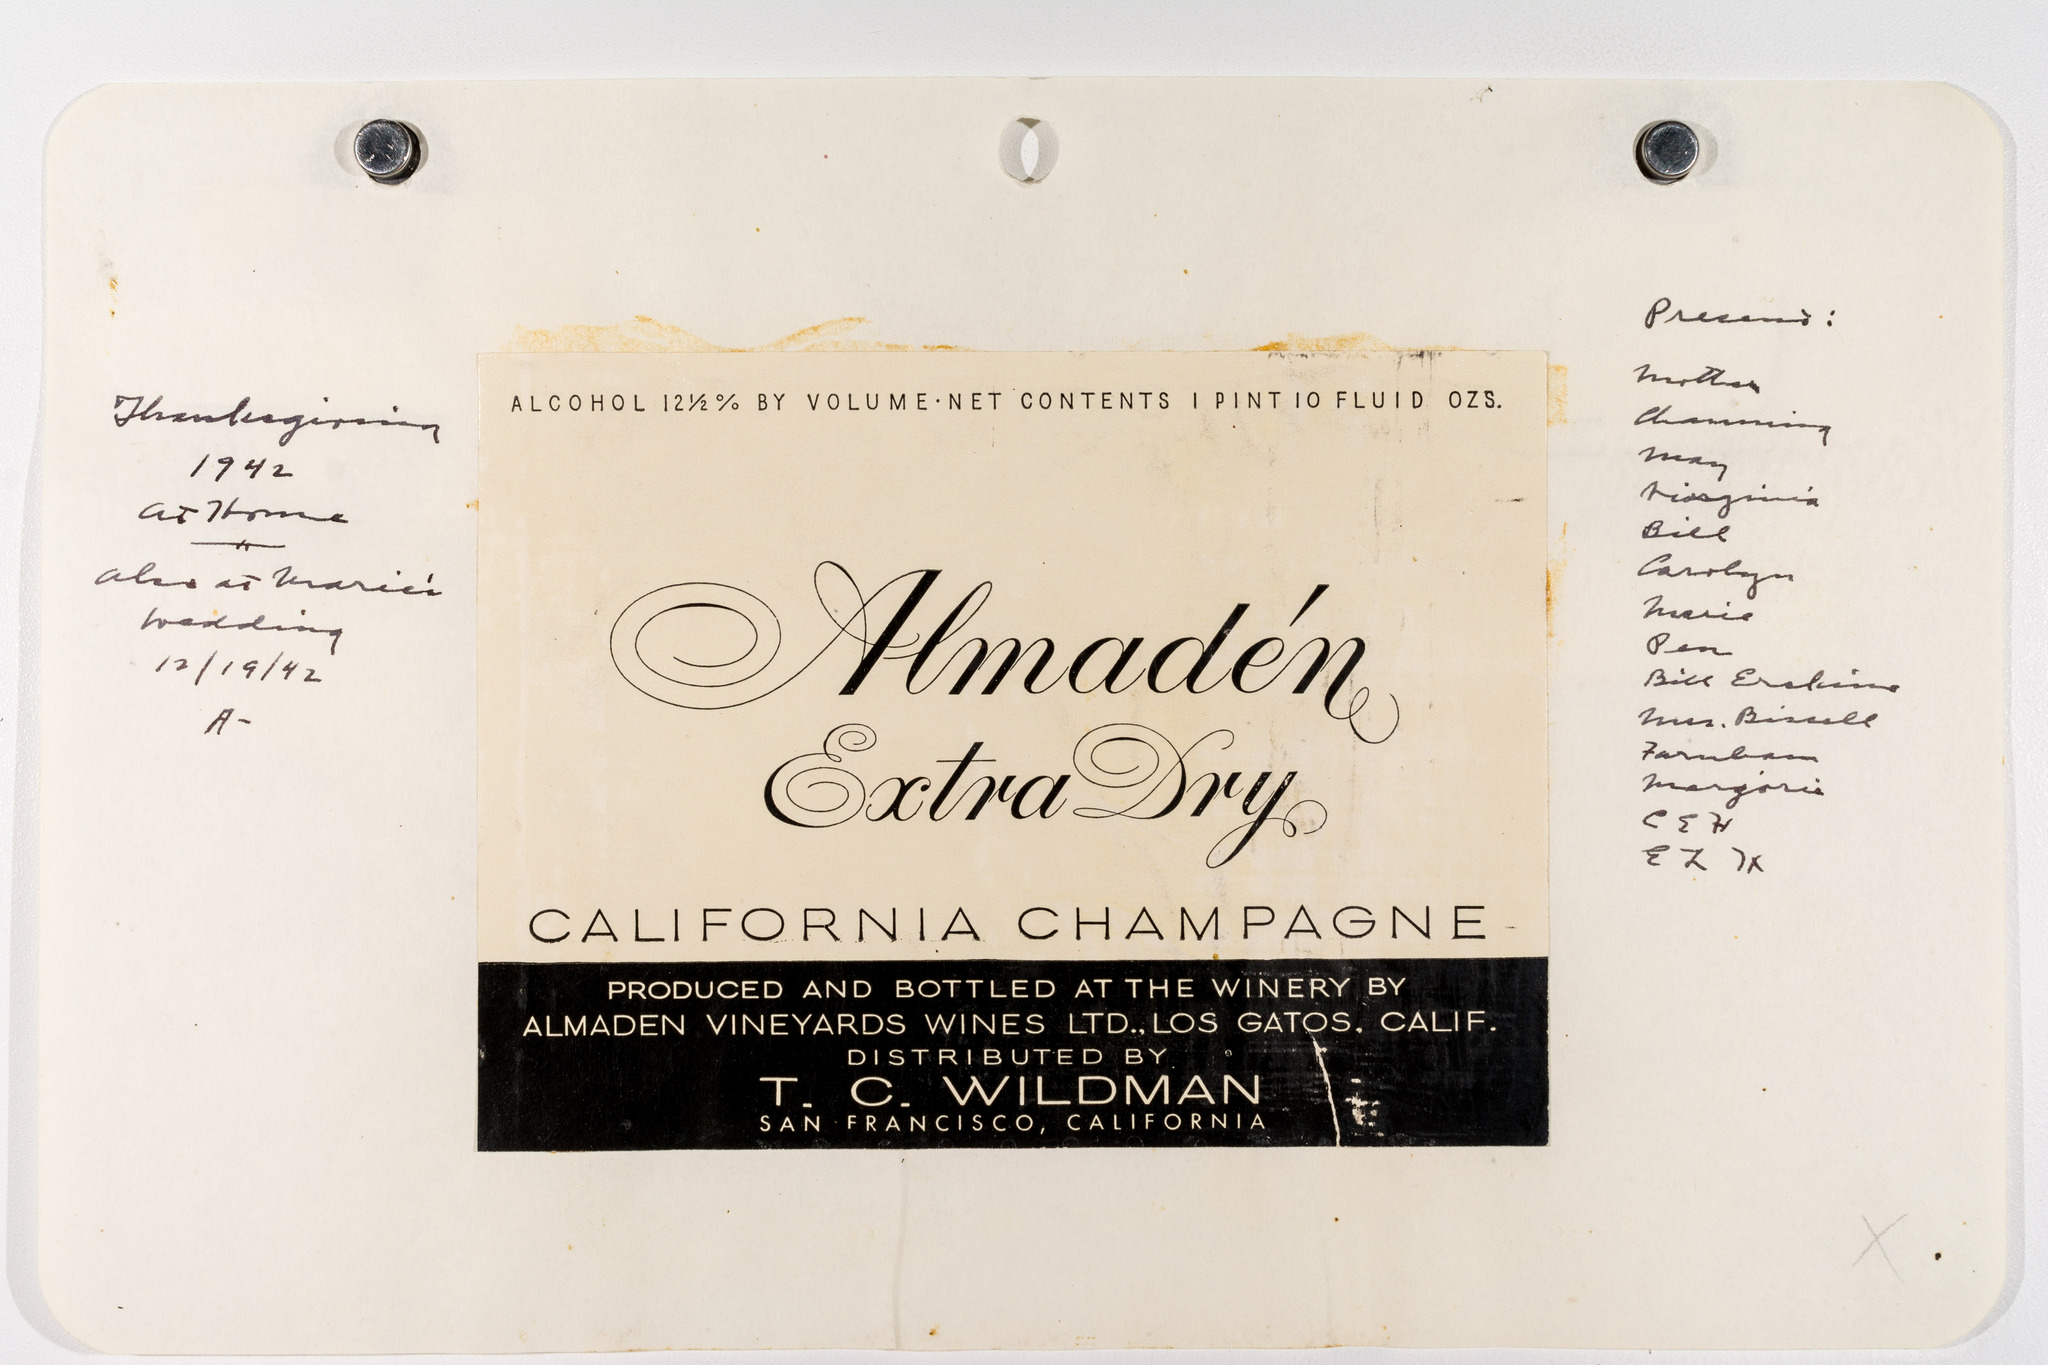 Thanksgiving
1942
At Home
Also at Marie's
Wedding
12/19/42
A-
ALCOHOL 12½% BY VOLUME·NET CONTENTS 1 PINT 10 FLUID OZS.
Almadén
Extra Dry
CALIFORNIA CHAMPAGNE
PRODUCED AND BOTTLED AT THE WINERY BY
ALMADEN VINEYARDS WINES LTD., LOS GATOS, CALIF.
DISTRIBUTED BY
T. C. WILDMAN
SAN FRANCISCO, CALIFORNIA
Present:
Mother
Channing
May
Virginia
Bill
Carolyn
Marie
Pen
Bill Erskine
Mrs. Bissell
Farnham
Marjorie
C E H
X